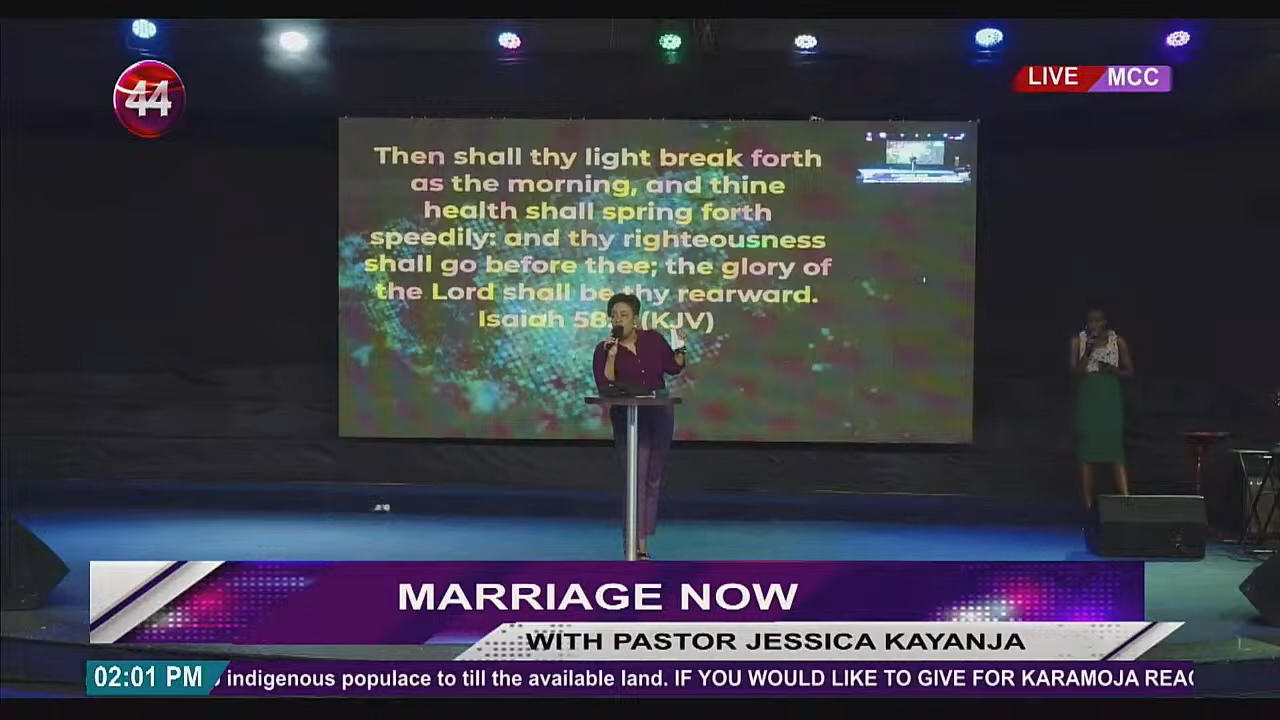 44
LIVE MCC
Then shall thy light break forth
as the morning, and thine
health shall spring forth
speedily: and thy righteousness
shall go before thee; the glory of
the Lord shall be thy rearward.
Isaiah 58: (KJV)
MARRIAGE NOW
WITH PASTOR JESSICA KAYANJA
02:01 PM indigenous populace to till the available land. IF YOU WOULD LIKE TO GIVE FOR KARAMOJA